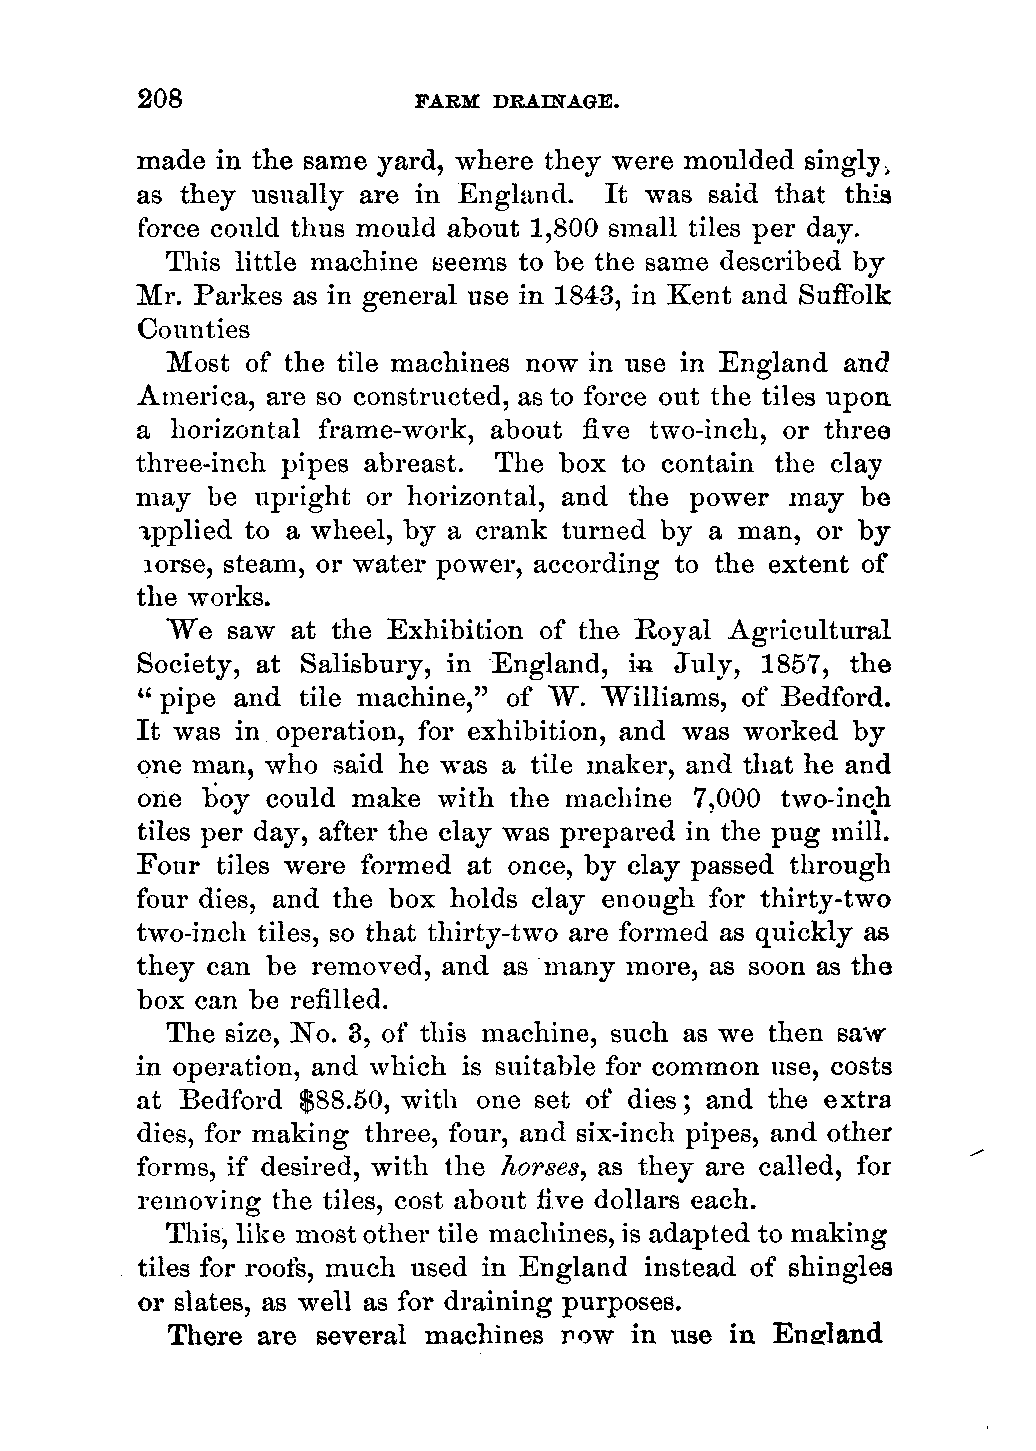 208 FARM DRAINAGE.
made in the same yard, where they were moulded singly,
as they usually are in England. It was said that this
force could thus mould about 1,800 small tiles per day.
This little machine seems to be the same described by
Mr. Parkes as in general use in 1843, in Kent and Suffolk
Counties
Most of the tile machines now in use in England and
America, are so constructed, as to force out the tiles upon
a horizontal frame-work, about five two-inch, or three
three-inch pipes abreast. The box to contain the clay
may be upright or horizontal, and the power may be
applied to a wheel, by a crank turned by a man, or by
horse, steam, or water power, according to the extent of
the works.
We saw at the Exhibition of the Royal Agricultural
Society, at Salisbury, in England, in July, 1857, the
“pipe and tile machine,” of W. Williams, of Bedford.
It was in operation, for exhibition, and was worked by
one man, who said he was a tile maker, and that he and
one boy could make with the machine 7,000 two-inch
tiles per day, after the clay was prepared in the pug mill.
Four tiles were formed at once, by clay passed through
four dies, and the box holds clay enough for thirty-two
two-inch tiles, so that thirty-two are formed as quickly as
they can be removed, and as many more, as soon as the
box can be refilled.
The size, No. 3, of this machine, such as we then saw
in operation, and which is suitable for common use, costs
at Bedford $88.50, with one set of dies; and the extra
dies, for making three, four, and six-inch pipes, and other
forms, if desired, with the horses, as they are called, for
removing the tiles, cost about five dollars each.
This, like most other tile machines, is adapted to making
tiles for roofs, much used in England instead of shingles
or slates, as well as for draining purposes.
There are several machines now in use in England